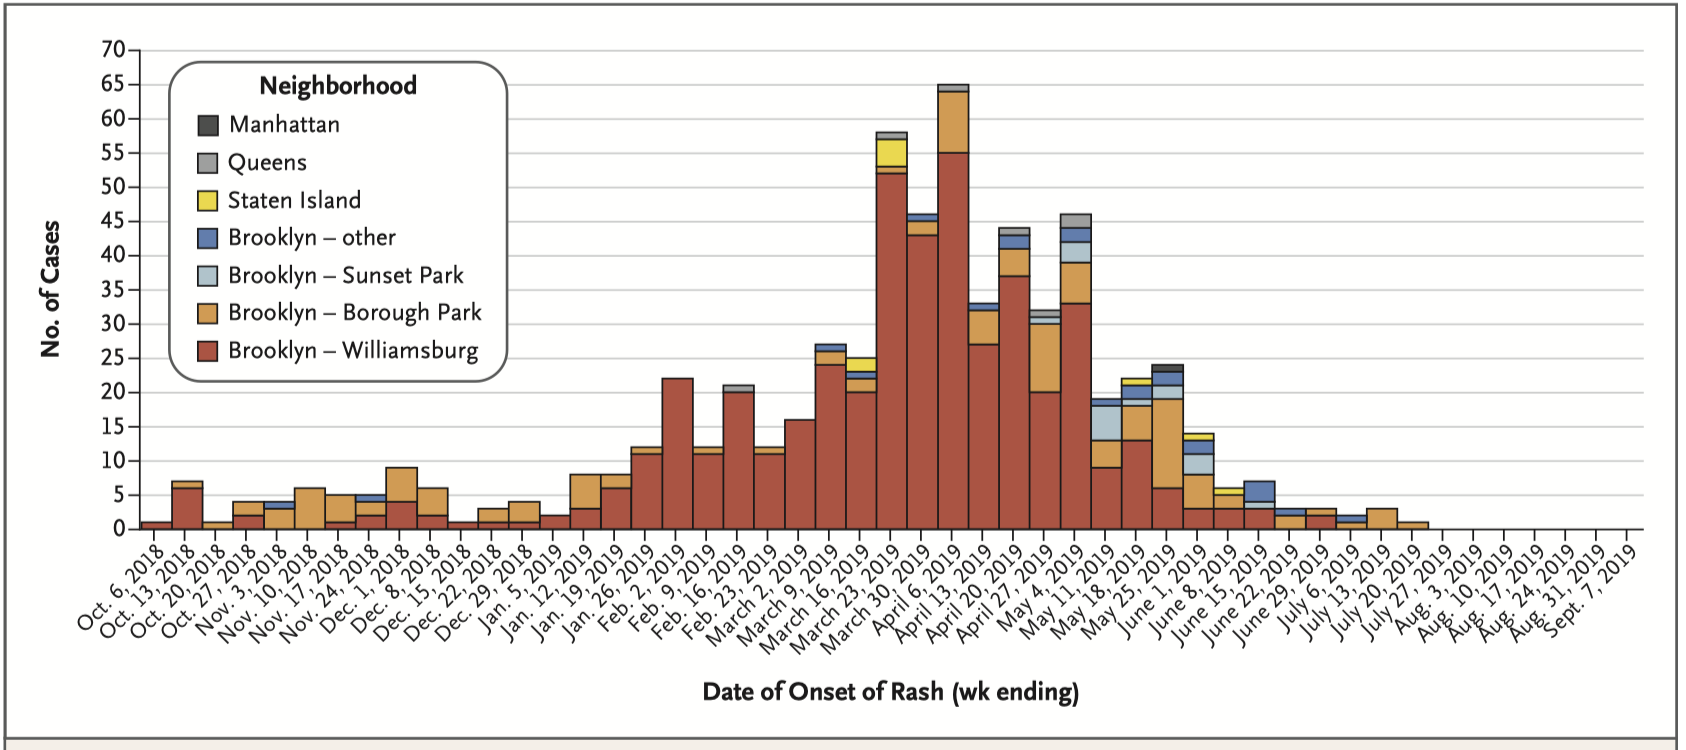 70
65
60
55
50
45
40
35
30
25
20
15
10
5
0
No. of Cases
Neighborhood
Manhattan
Queens
Staten Island
Brooklyn – other
Brooklyn – Sunset Park
Brooklyn – Borough Park
Brooklyn – Williamsburg
Oct. 6, 2018
Oct. 13, 2018
Oct. 20, 2018
Oct. 27, 2018
Nov. 3, 2018
Nov. 10, 2018
Nov. 17, 2018
Nov. 24, 2018
Dec. 1, 2018
Dec. 8, 2018
Dec. 15, 2018
Dec. 22, 2018
Dec. 29, 2018
Jan. 5, 2019
Jan. 12, 2019
Jan. 19, 2019
Jan. 26, 2019
Feb. 2, 2019
Feb. 9, 2019
Feb. 16, 2019
Feb. 23, 2019
March 2, 2019
March 9, 2019
March 16, 2019
March 23, 2019
March 30, 2019
April 6, 2019
April 13, 2019
April 20, 2019
April 27, 2019
May 4, 2019
May 11, 2019
May 18, 2019
May 25, 2019
June 1, 2019
June 8, 2019
June 15, 2019
June 22, 2019
June 29, 2019
July 6, 2019
July 13, 2019
July 20, 2019
July 27, 2019
Aug. 3, 2019
Aug. 10, 2019
Aug. 17, 2019
Aug. 24, 2019
Aug. 31, 2019
Sept. 7, 2019
Date of Onset of Rash (wk ending)